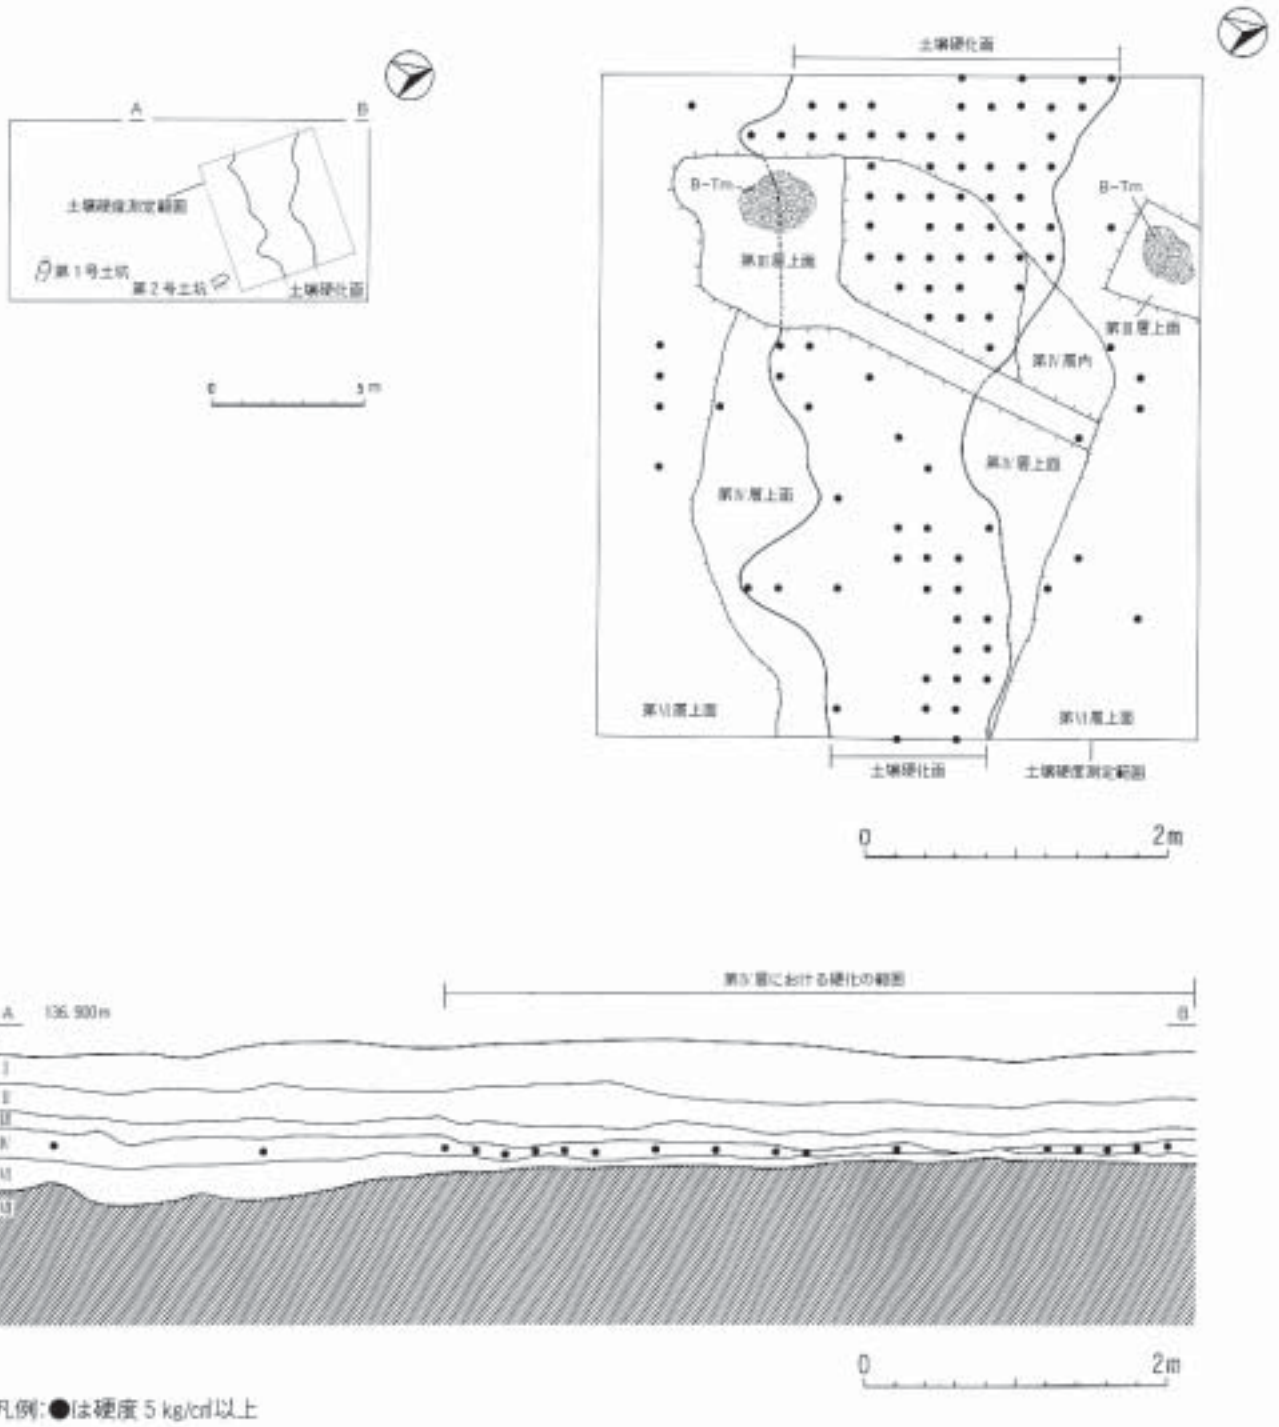 A
B
土壌硬度測定範囲
第1号土坑
第2号土坑
土壌硬化面
0
5m
土壌硬化面
B-Tm
第Ⅲ層上面
B-Tm
第Ⅲ層上面
第Ⅳ層内
第Ⅳ層上面
第Ⅳ層上面
第Ⅵ層上面
第Ⅵ層上面
土壌硬化面
土壌硬度測定範囲
0
2m
第Ⅳ層における硬化の範囲
A
136.900m
B
Ⅰ
Ⅱ
Ⅲ
Ⅳ
0
2m
凡例:●は硬度5kg/c㎡以上